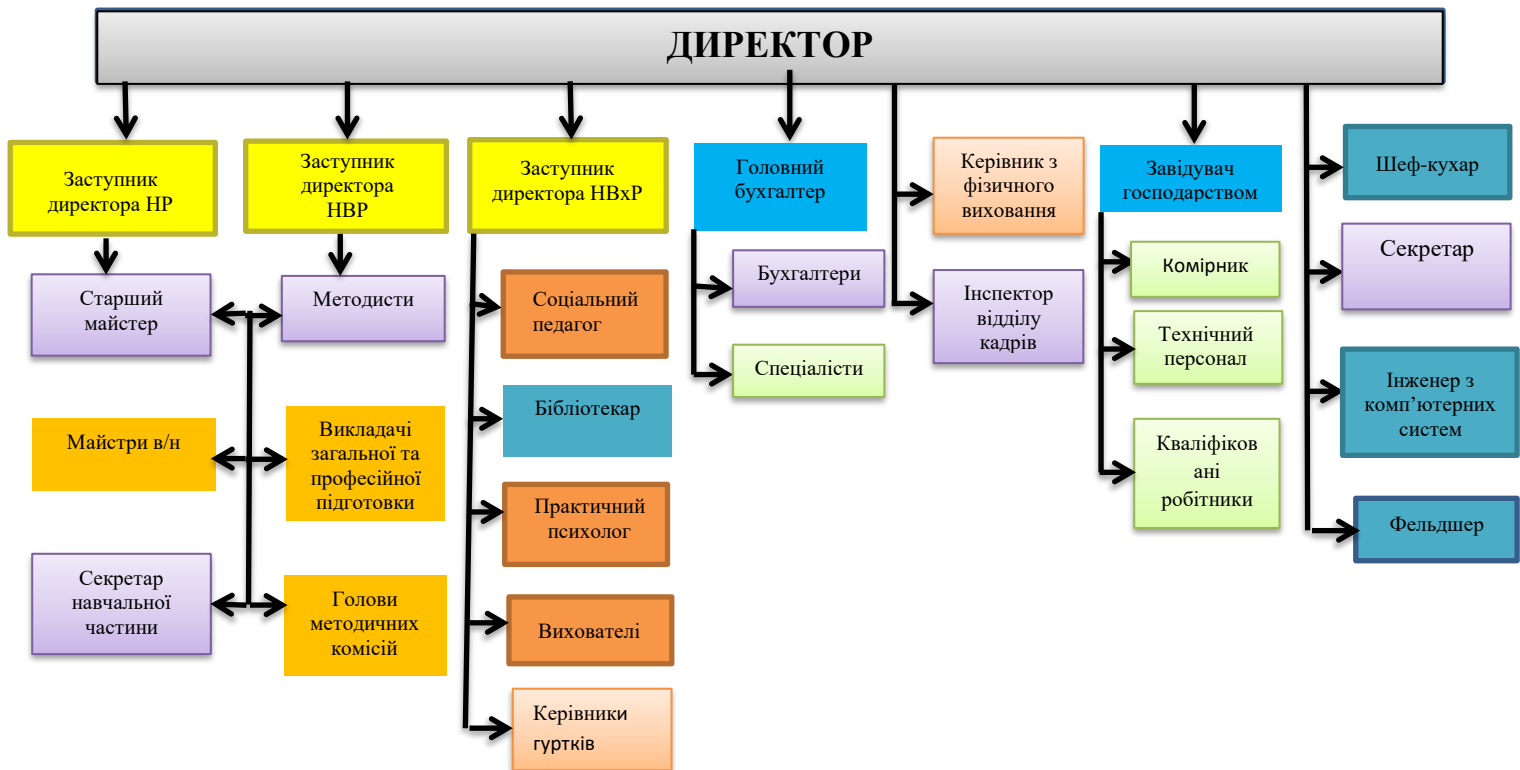 ДИРЕКТОР
Заступник
директора НР
Заступник
директора
НВР
Заступник
директора НВхР
Головний
бухгалтер
Керівник з
фізичного
виховання
Завідувач
господарством
Шеф-кухар
Старший
майстер
Методисти
Соціальний
педагог
Бухгалтери
Інспектор
відділу
кадрів
Комірник
Секретар
Технічний
персонал
Спеціалісти
Бібліотекар
Інженер з
комп’ютерних
систем
Майстри в/н
Викладачі
загальної та
професійної
підготовки
Кваліфіков
ані
робітники
Практичний
психолог
Фельдшер
Секретар
навчальної
частини
Голови
методичних
комісій
Вихователі
Керівники
гуртків